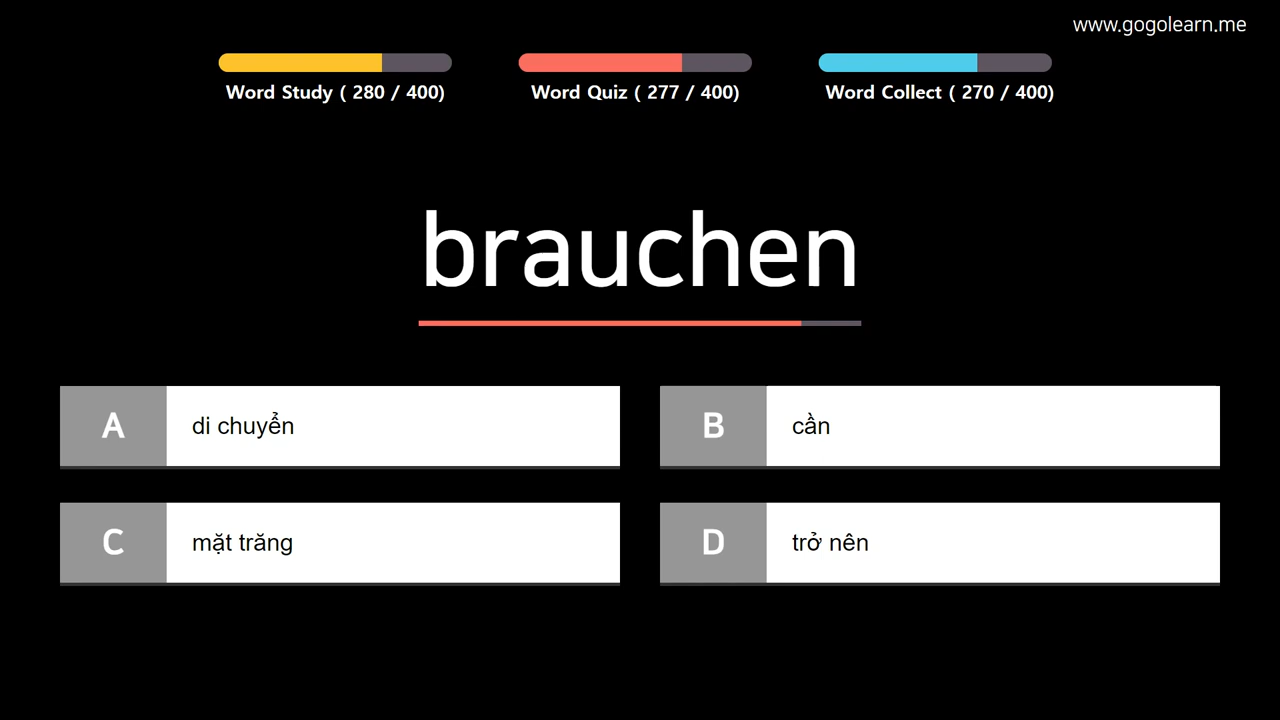 www.gogolearn.me
Word Study ( 280 / 400)
Word Quiz ( 277 / 400)
Word Collect ( 270 / 400)
brauchen
A
di chuyển
B
cần
C
mặt trăng
D
trở nên